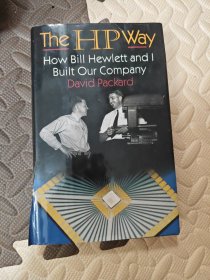 The HP Way
How Bill Hewlett and I
Built Our Company
David Packard